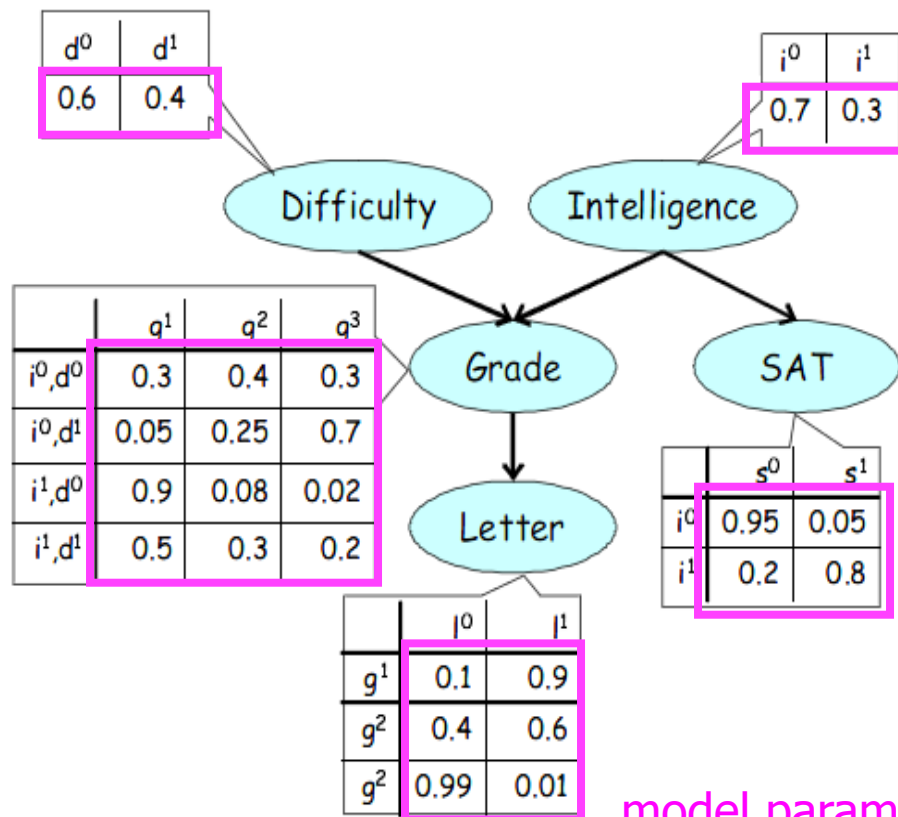 d⁰ d¹
0.6 0.4
i⁰ i¹
0.7 0.3
Difficulty
Intelligence
g¹ g² g³
i⁰,d⁰ 0.3 0.4 0.3
i⁰,d¹ 0.05 0.25 0.7
i¹,d⁰ 0.9 0.08 0.02
i¹,d¹ 0.5 0.3 0.2
Grade
SAT
s⁰ s¹
i⁰ 0.95 0.05
i¹ 0.2 0.8
Letter
l⁰ l¹
g¹ 0.1 0.9
g² 0.4 0.6
g² 0.99 0.01
model param